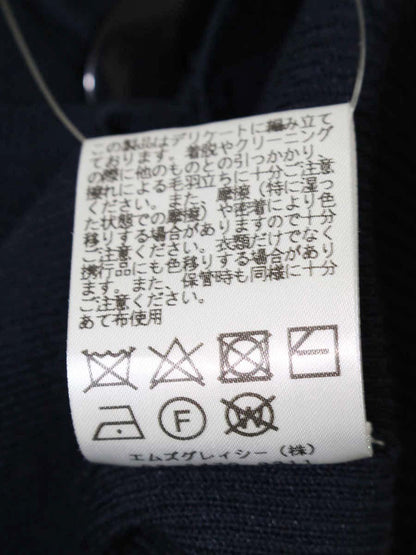 この製品はデリケートに編み立て
ております。着脱やクリーニング
の際に他のものとの引っかかり、
擦れによる毛羽立ちに十分ご注意
ください。また、摩擦（特に湿っ
た状態での摩擦）や密着により色
移りする場合がありますので十分
ご注意ください。衣類だけでなく
携行品にも色移りする場合があり
ます。また、保管時も同様に十分
ご注意ください。
あて布使用
F
W
エムズグレイシー（株）